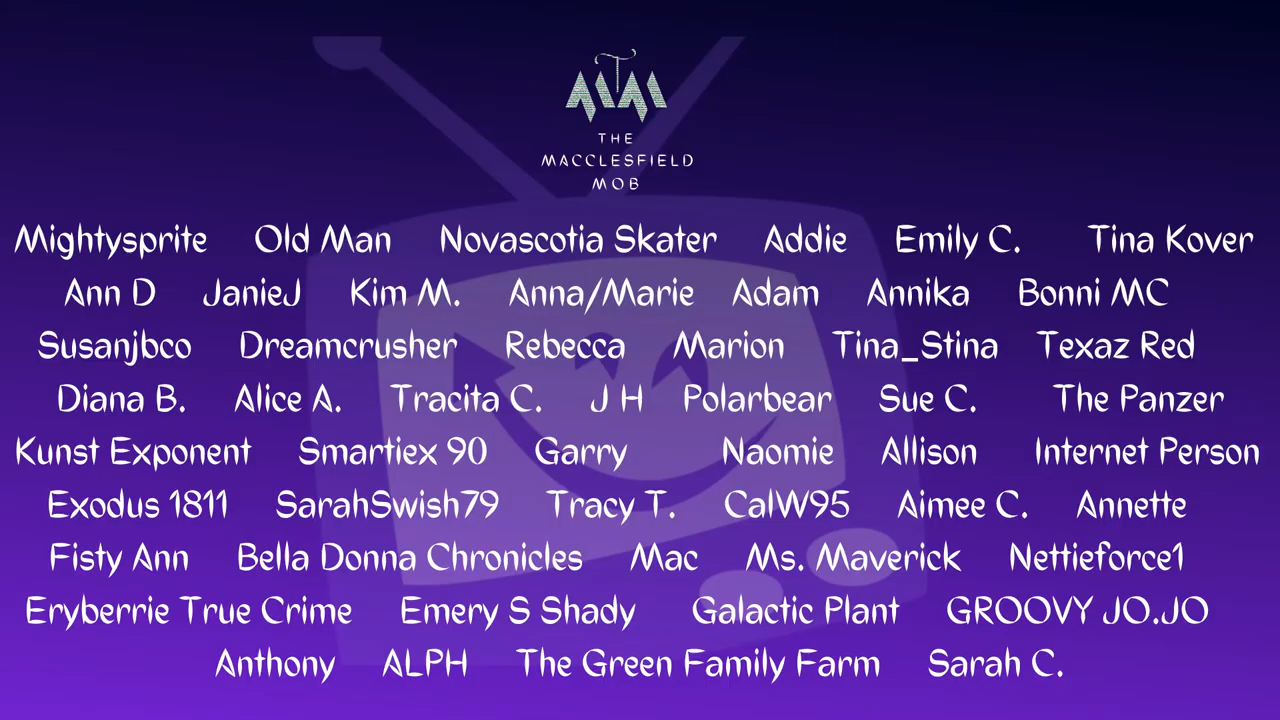 THE
MACCLESFIELD
MOB
Mightysprite Old Man Novascotia Skater Addie Emily C. Tina Kover
Ann D JanieJ Kim M. Anna/Marie Adam Annika Bonni MC
Susanjbco Dreamcrusher Rebecca Marion Tina_Stina Texaz Red
Diana B. Alice A. Tracita C. J H Polarbear Sue C. The Panzer
Kunst Exponent Smartiex 90 Garry Naomie Allison Internet Person
Exodus 1811 SarahSwish79 Tracy T. CalW95 Aimee C. Annette
Fisty Ann Bella Donna Chronicles Mac Ms. Maverick Nettieforce1
Eryberrie True Crime Emery S Shady Galactic Plant GROOVY JO.JO
Anthony ALPH The Green Family Farm Sarah C.